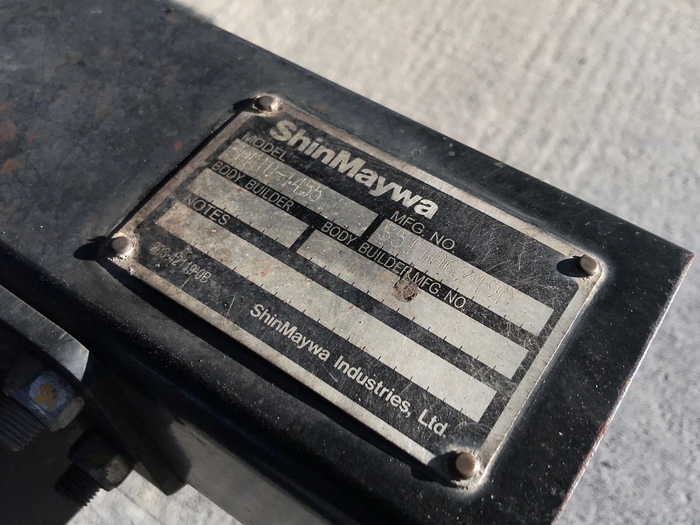 ShinMaywa
MODEL
MFG. NO.
BODY BUILDER
BODY BUILDER MFG. NO.
NOTES
ShinMaywa Industries, Ltd.